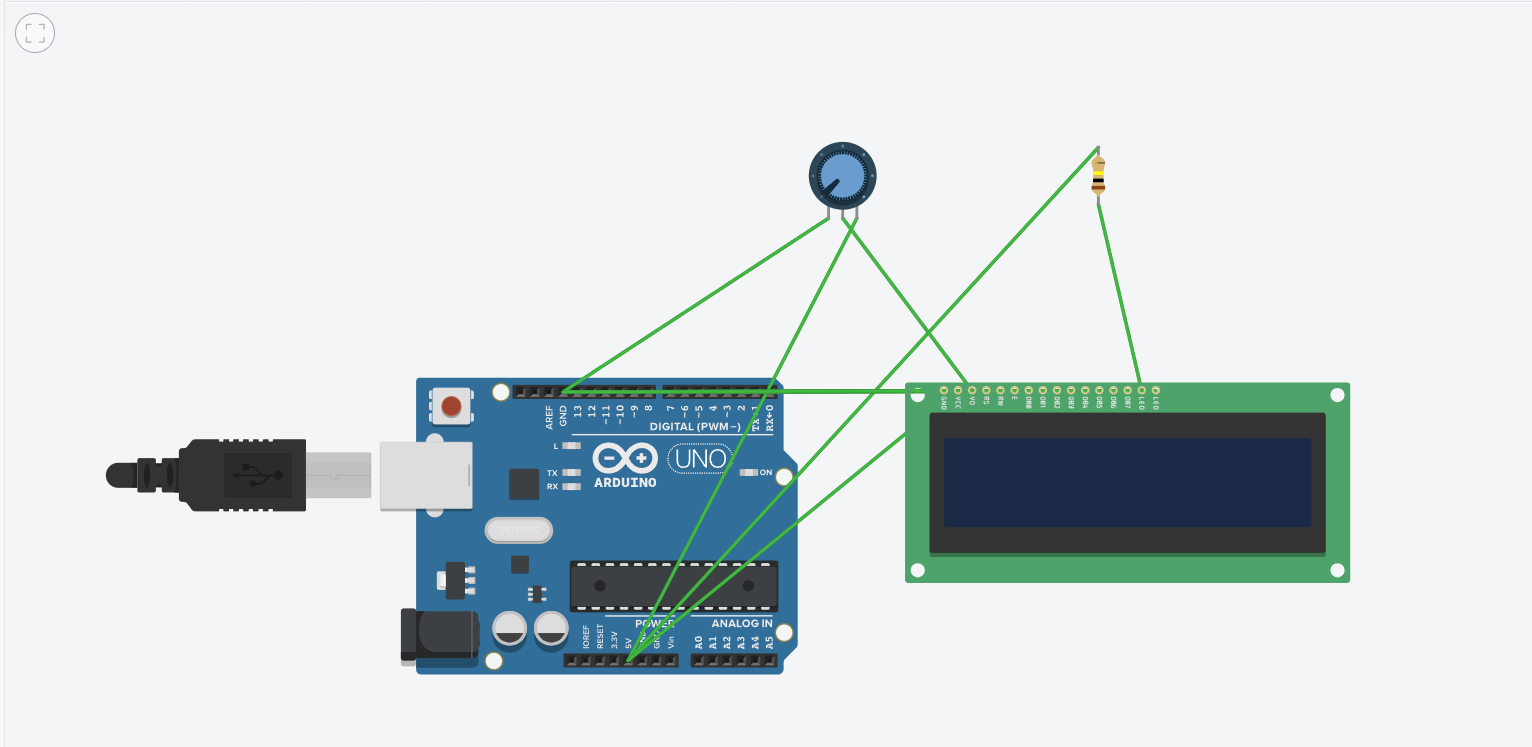 AREF
GND
13
12
~11
~10
~9
8
7
~6
~5
4
~3
2
TX→1
RX←0
DIGITAL (PWM~)
L
TX
RX
ARDUINO
UNO
ON
POWER
ANALOG IN
IOREF
RESET
3.3V
5V
GND
Vin
A0
A1
A2
A3
A4
A5
GND
VCC
VO
RS
RW
E
DB0
DB1
DB2
DB3
DB4
DB5
DB6
DB7
LED
LED